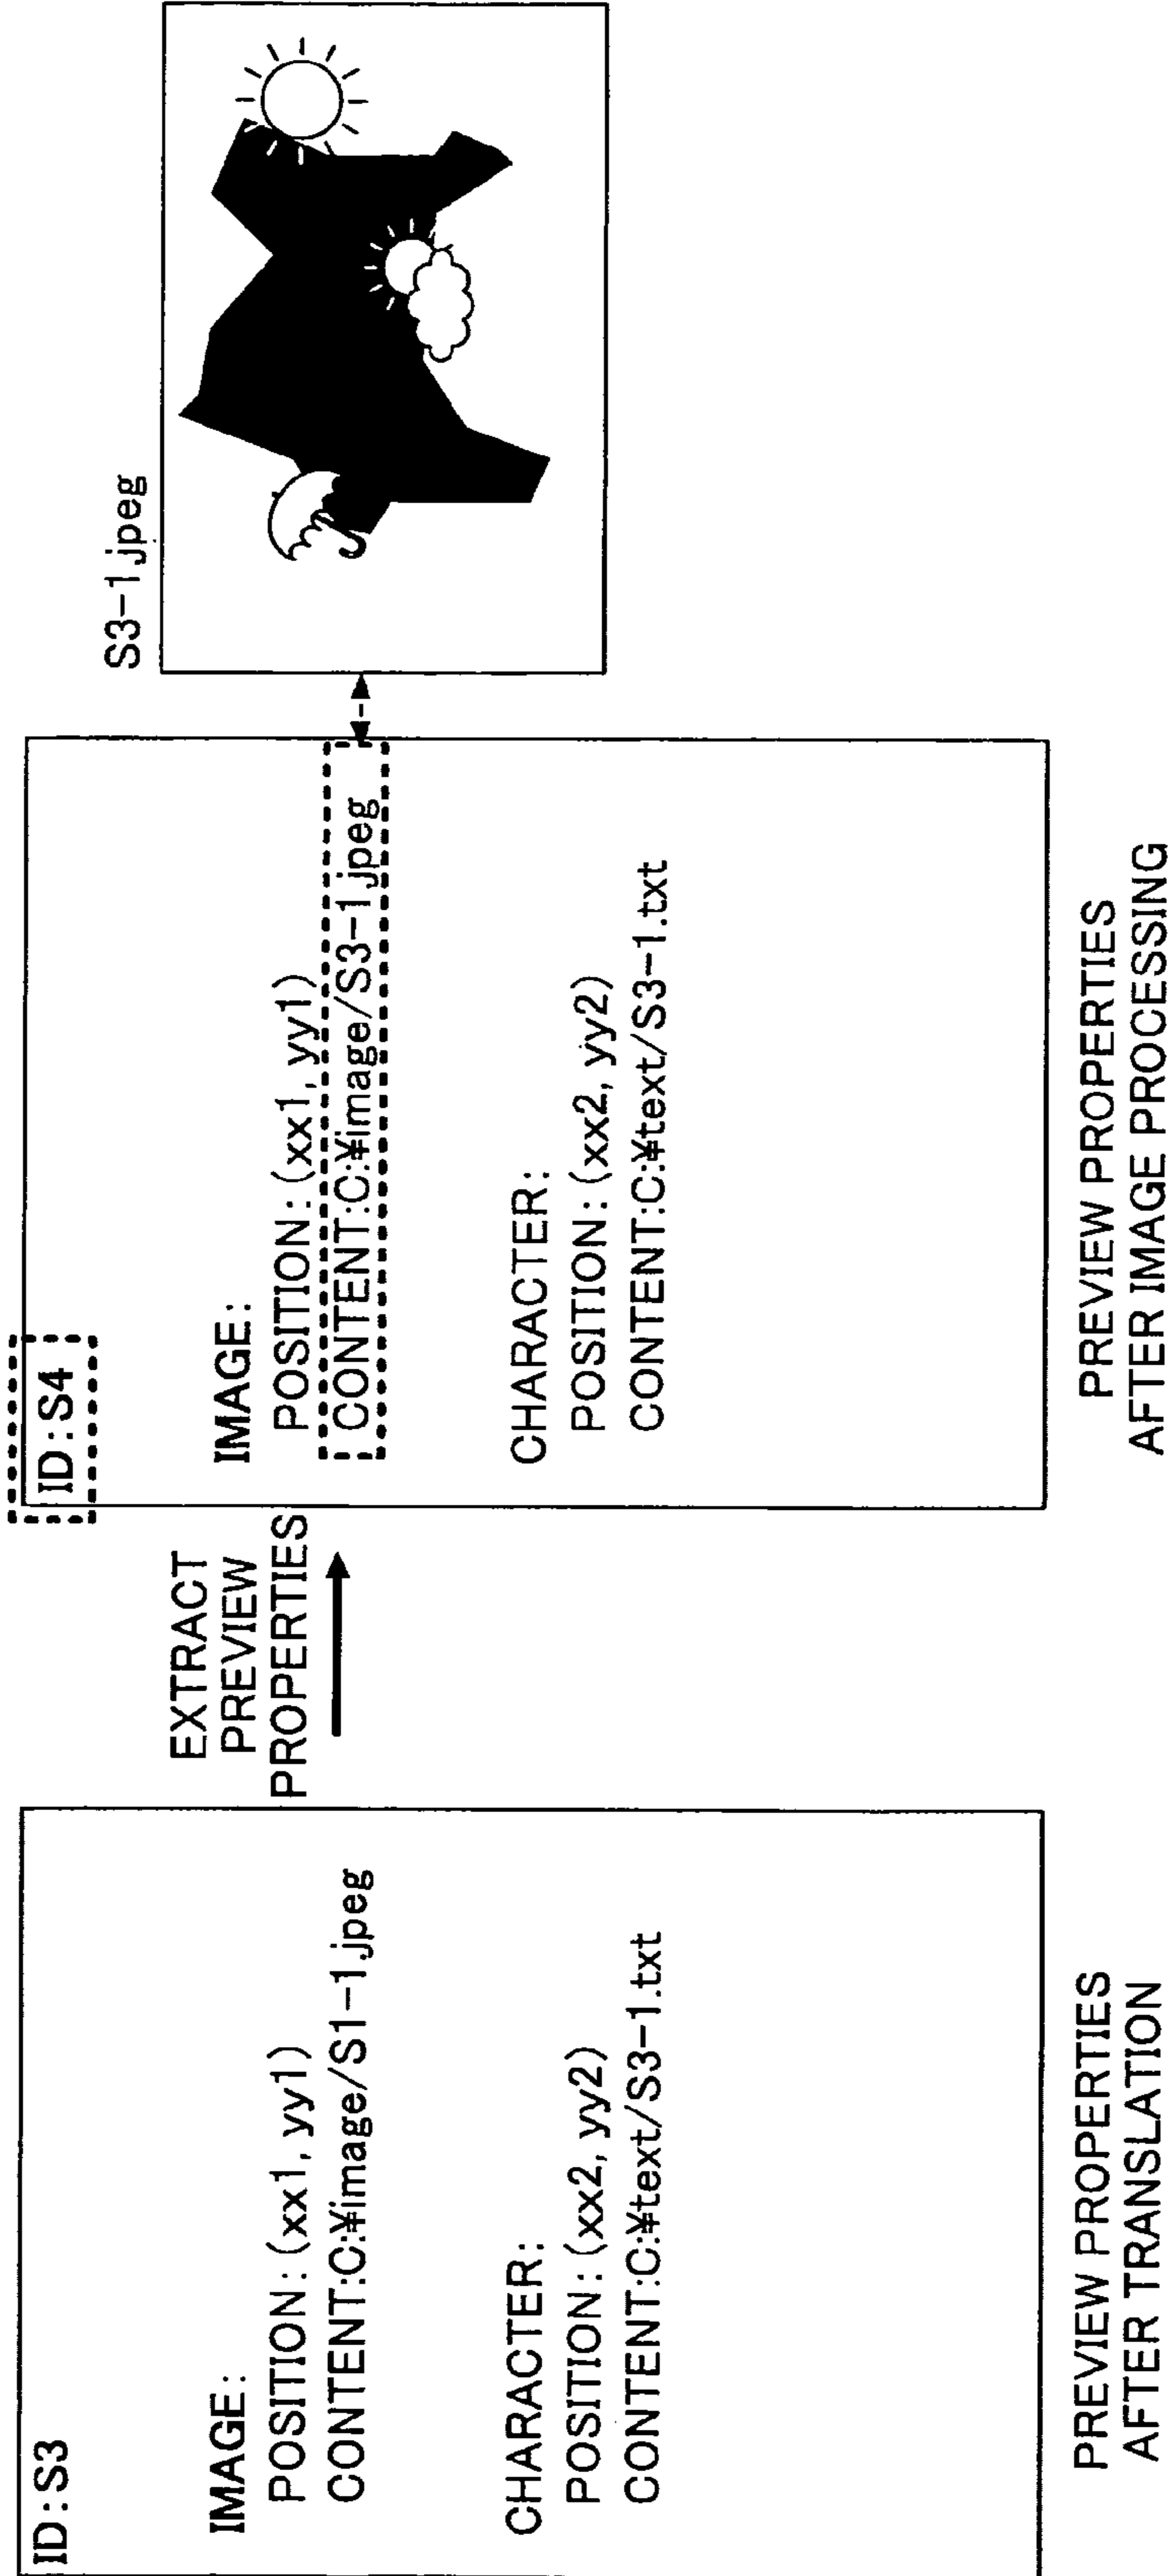 ID:S3
IMAGE:
POSITION:(xx1, yy1)
CONTENT:C:¥image/S1-1.jpeg
CHARACTER:
POSITION:(xx2, yy2)
CONTENT:C:¥text/S3-1.txt
PREVIEW PROPERTIES
AFTER TRANSLATION
EXTRACT
PREVIEW
PROPERTIES
ID:S4
IMAGE:
POSITION:(xx1, yy1)
CONTENT:C:¥image/S3-1.jpeg
CHARACTER:
POSITION:(xx2, yy2)
CONTENT:C:¥text/S3-1.txt
PREVIEW PROPERTIES
AFTER IMAGE PROCESSING
S3-1.jpeg